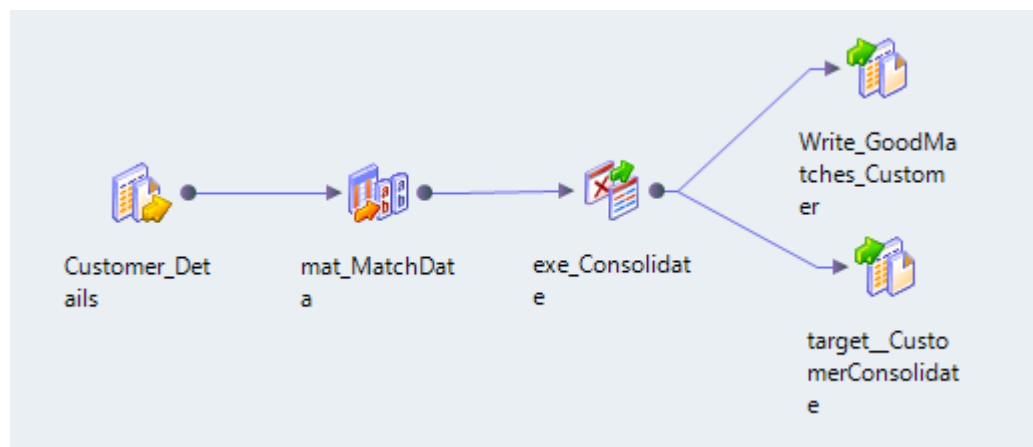 Write_GoodMa
tches_Custom
er
Customer_Det
ails
mat_MatchDat
a
exe_Consolidat
e
target__Custo
merConsolidat
e